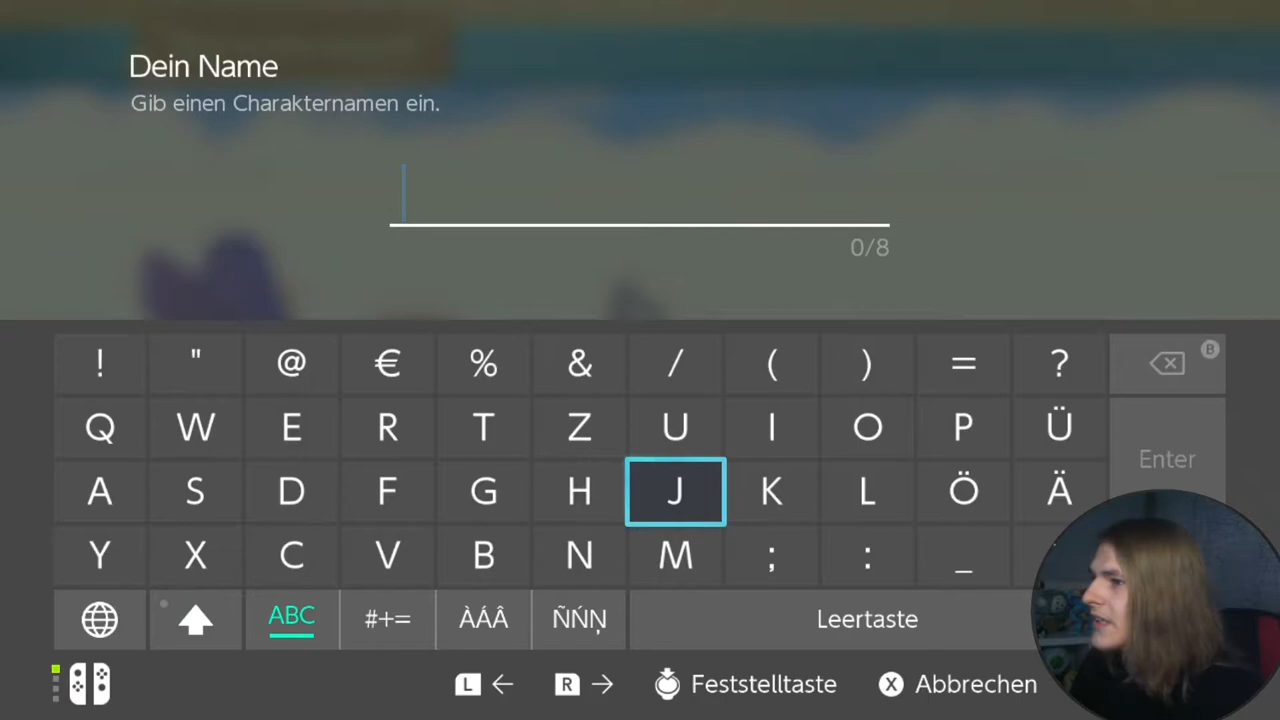 Dein Name
Gib einen Charakternamen ein.
0/8
! " @ € % & / ( ) = ? B
Q W E R T Z U I O P Ü
Enter
A S D F G H J K L Ö Ä
Y X C V B N M ; : _
ABC #+= ÀÁÂ ÑŃŅ Leertaste
L ← R → Feststelltaste X Abbrechen